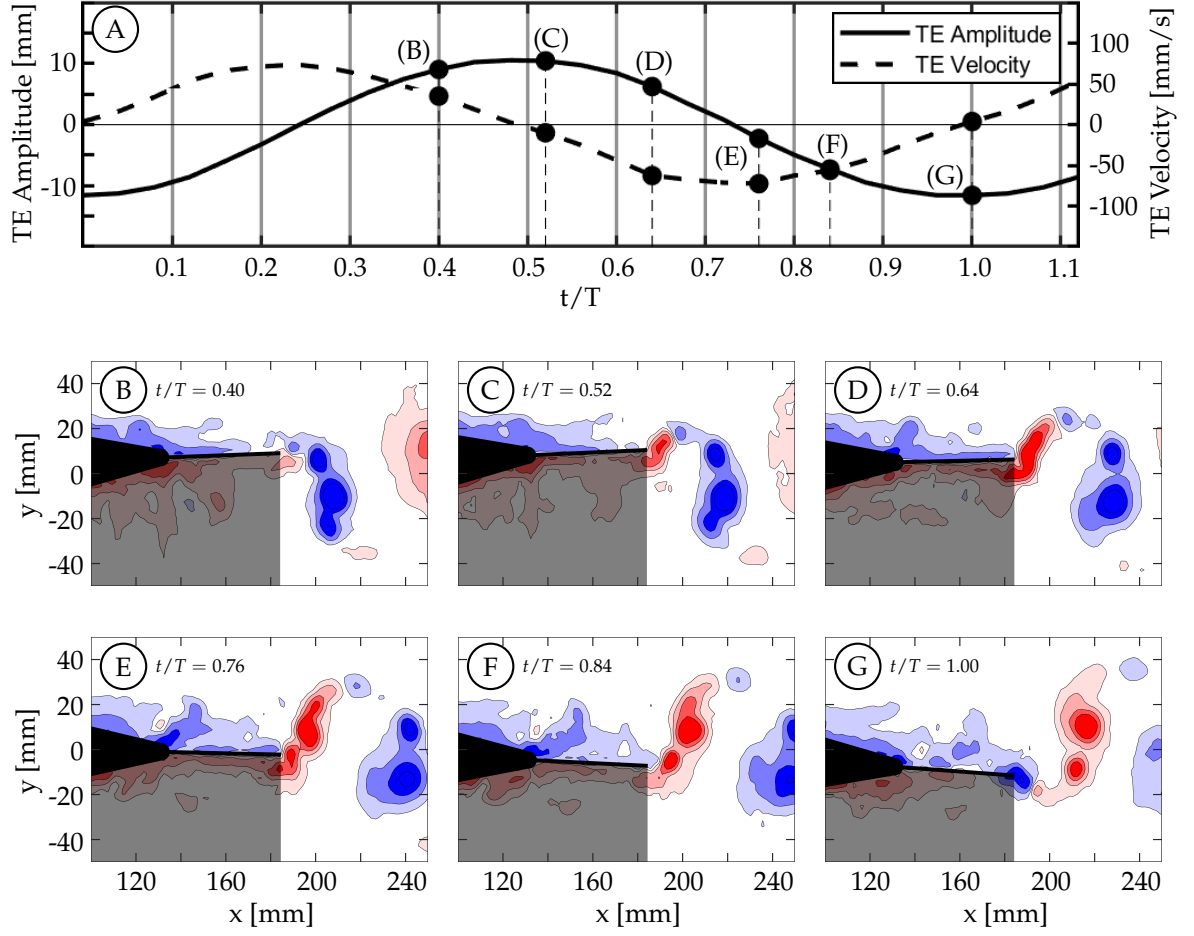 A
TE Amplitude [mm]
10
0
-10
(B)
(C)
(D)
(E)
(F)
(G)
TE Amplitude
TE Velocity
100
50
0
-50
-100
TE Velocity [mm/s]
0.1 0.2 0.3 0.4 0.5 0.6 0.7 0.8 0.9 1.0 1.1
t/T
B t/T = 0.40
C t/T = 0.52
D t/T = 0.64
y [mm]
40
20
0
-20
-40
E t/T = 0.76
F t/T = 0.84
G t/T = 1.00
y [mm]
40
20
0
-20
-40
120 160 200 240
120 160 200 240
120 160 200 240
x [mm]
x [mm]
x [mm]